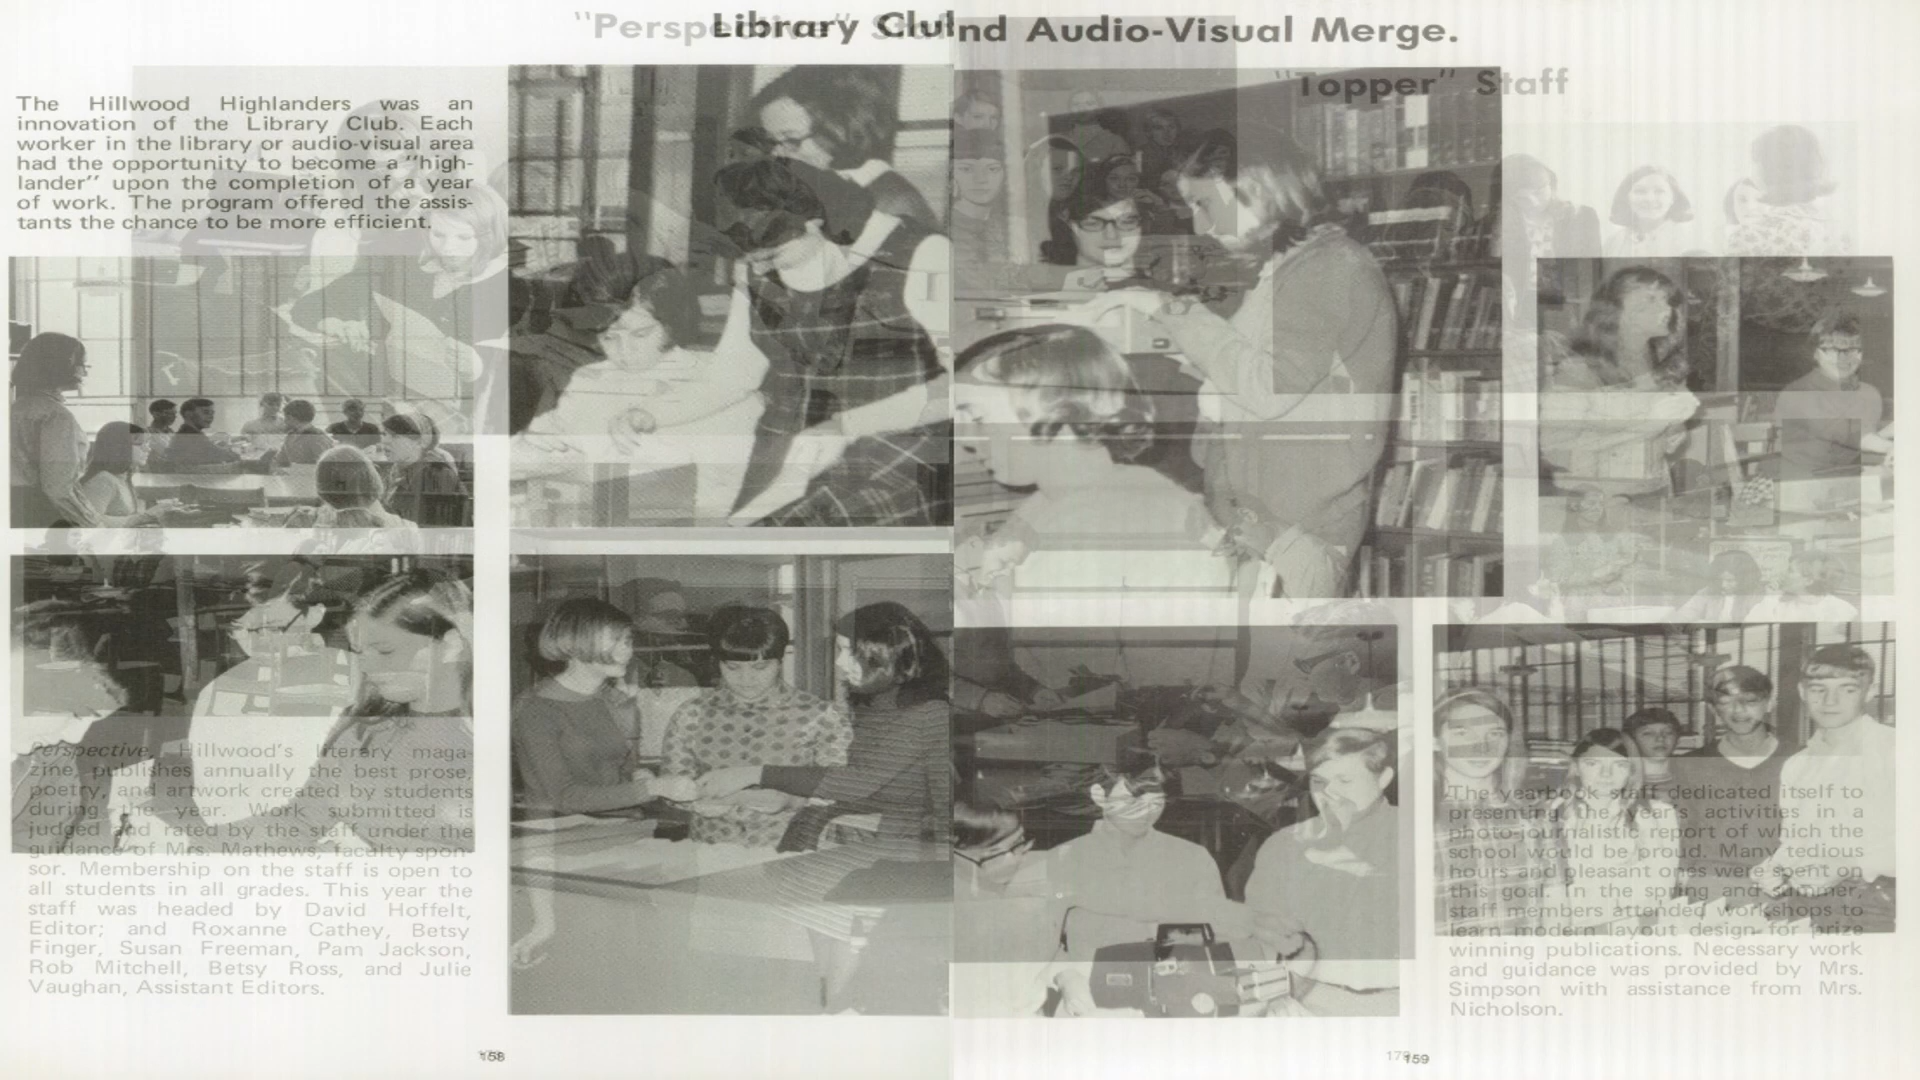 "Perspective" Staff
Library Club and Audio-Visual Merge.
"Topper" Staff
The Hillwood Highlanders was an
innovation of the Library Club. Each
worker in the library or audio-visual area
had the opportunity to become a "high-
lander" upon the completion of a year
of work. The program offered the assis-
tants the chance to be more efficient.
Perspective, Hillwood's literary maga-
zine, publishes annually the best prose,
poetry, and artwork created by students
during the year. Work submitted is
judged and rated by the staff under the
guidance of Mrs. Mathews, faculty spon-
sor. Membership on the staff is open to
all students in all grades. This year the
staff was headed by David Hoffelt,
Editor; and Roxanne Cathey, Betsy
Finger, Susan Freeman, Pam Jackson,
Rob Mitchell, Betsy Ross, and Julie
Vaughan, Assistant Editors.
The yearbook staff dedicated itself to
presenting the year's activities in a
photo-journalistic report of which the
school would be proud. Many tedious
hours and pleasant ones were spent on
this goal. In the spring and summer,
staff members attended workshops to
learn modern layout design for prize
winning publications. Necessary work
and guidance was provided by Mrs.
Simpson with assistance from Mrs.
Nicholson.
158
159